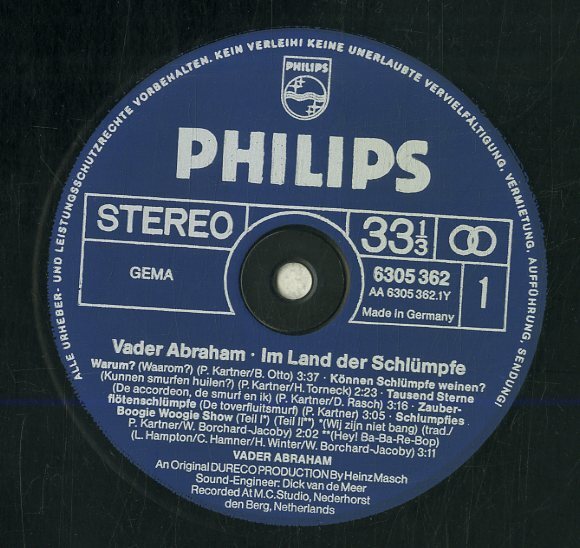 ALLE URHEBER- UND LEISTUNGSSCHUTZRECHTE VORBEHALTEN. KEIN VERLEIH! KEINE UNERLAUBTE VERVIELFÄLTIGUNG, VERMIETUNG, AUFFÜHRUNG, SENDUNG!
PHILIPS
PHILIPS
STEREO
33 1/3
GEMA
6305 362
AA 6305 362.1Y
Made in Germany
1
Vader Abraham · Im Land der Schlümpfe
Warum? (Waarom?) (P. Kartner/B. Otto) 3:37 · Können Schlümpfe weinen?
(Kunnen smurfen huilen?) (P. Kartner/H. Torneck) 2:23 · Tausend Sterne
(De accordeon, de smurf en ik) (P. Kartner/D. Rasch) 3:16 · Zauber-
flötenschlümpfe (De toverfluitsmurf) (P. Kartner) 3:05 · Schlumpfies
Boogie Woogie Show (Teil I*) (Teil II**) *(Wij zijn niet bang) (trad./
P. Kartner/W. Borchard-Jacoby) 2:02 **(Hey! Ba-Ba-Re-Bop)
(L. Hampton/C. Hamner/H. Winter/W. Borchard-Jacoby) 3:11
VADER ABRAHAM
An Original DURECO PRODUCTION By Heinz Masch
Sound-Engineer: Dick van de Meer
Recorded At M.C. Studio, Nederhorst
den Berg, Netherlands